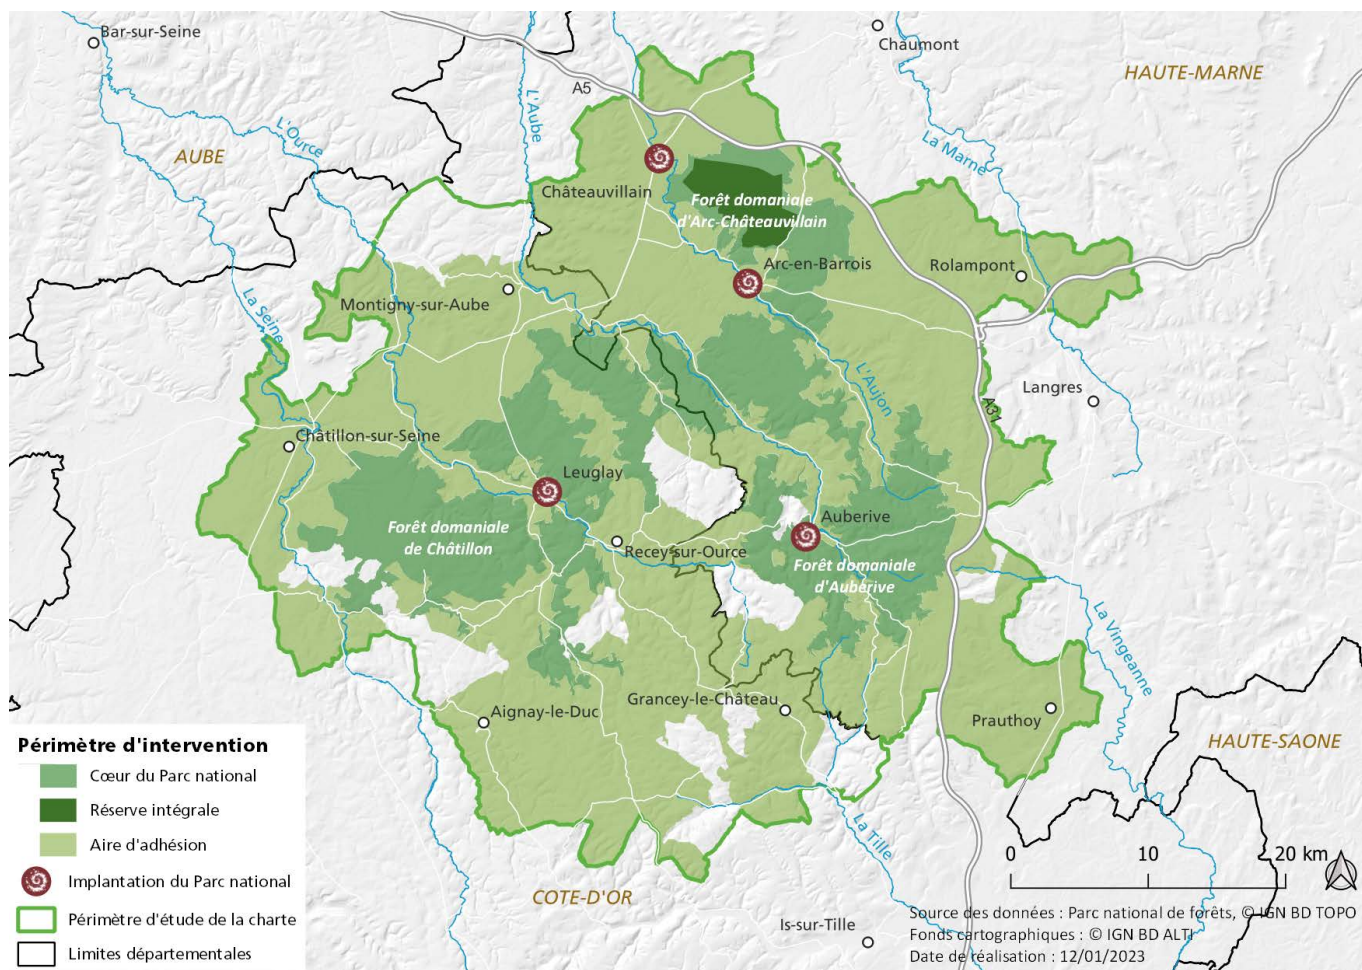 Bar-sur-Seine
Chaumont
HAUTE-MARNE
A5
L'Aube
L'Ource
AUBE
La Marne
Châteauvillain
Forêt domaniale
d'Arc-Châteauvillain
Arc-en-Barrois
Rolampont
Montigny-sur-Aube
La Seine
L'Aujon
Langres
A31
Châtillon-sur-Seine
Leuglay
Auberive
Forêt domaniale
de Châtillon
Recey-sur-Ource
Forêt domaniale
d'Auberive
La Vingeanne
Grancey-le-Château
Aignay-le-Duc
Prauthoy
HAUTE-SAONE
La Tille
COTE-D'OR
Is-sur-Tille
Périmètre d'intervention
Cœur du Parc national
Réserve intégrale
Aire d'adhésion
Implantation du Parc national
Périmètre d'étude de la charte
Limites départementales
0 10 20 km
Source des données : Parc national de forêts, © IGN BD TOPO
Fonds cartographiques : © IGN BD ALTI
Date de réalisation : 12/01/2023